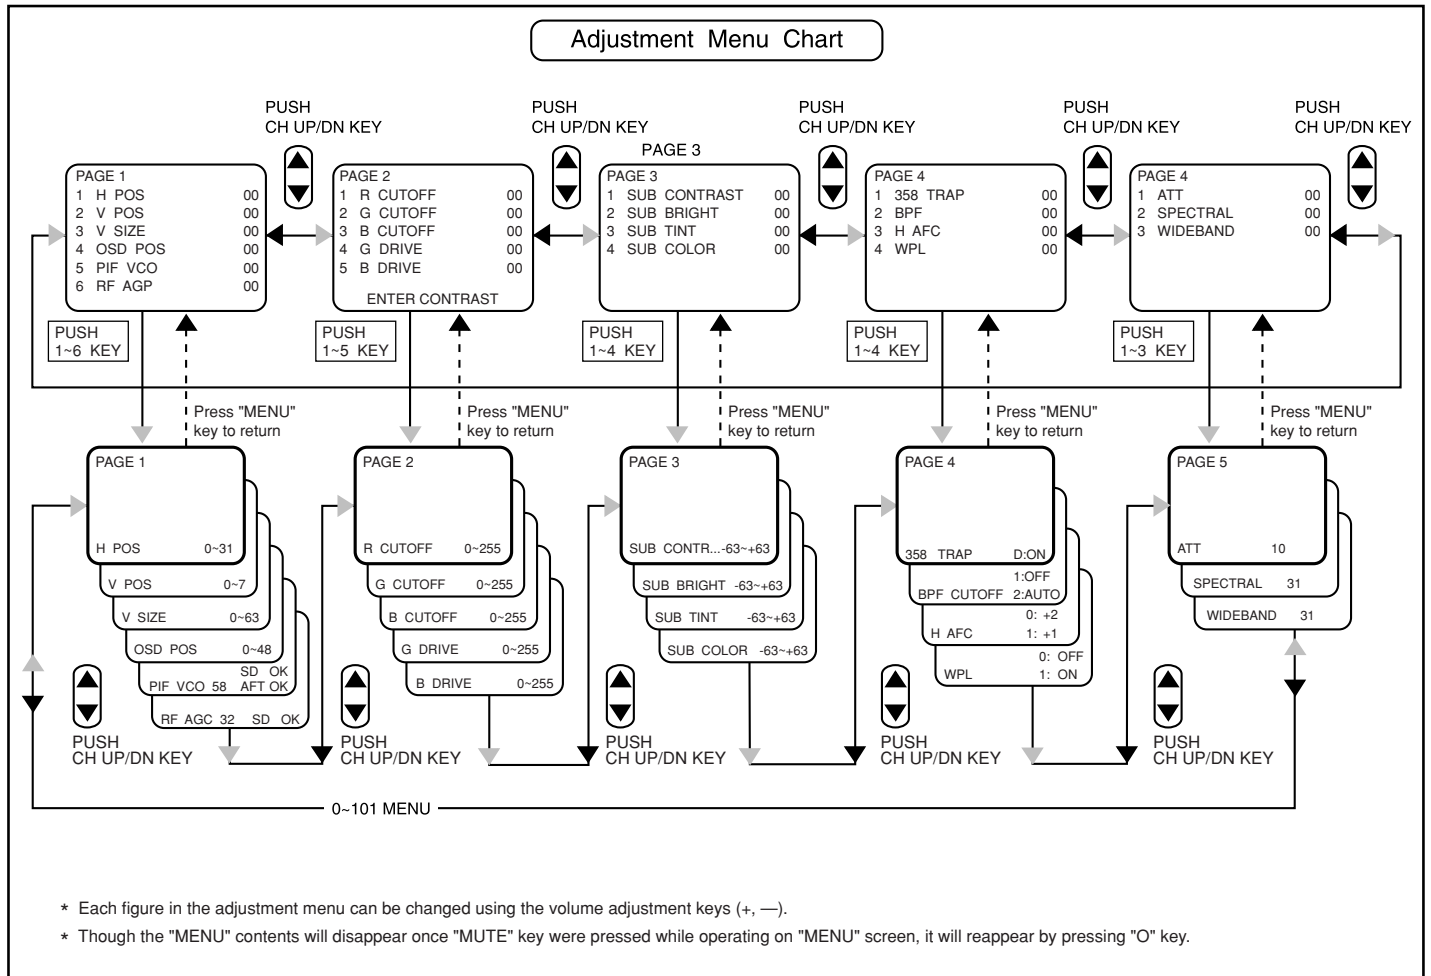 Adjustment Menu Chart
PUSH
CH UP/DN KEY
PUSH
CH UP/DN KEY
PUSH
CH UP/DN KEY
PUSH
CH UP/DN KEY
PUSH
CH UP/DN KEY
PAGE 3
PAGE 1
1 H POS 00
2 V POS 00
3 V SIZE 00
4 OSD POS 00
5 PIF VCO 00
6 RF AGP 00
PAGE 2
1 R CUTOFF 00
2 G CUTOFF 00
3 B CUTOFF 00
4 G DRIVE 00
5 B DRIVE 00
ENTER CONTRAST
PAGE 3
1 SUB CONTRAST 00
2 SUB BRIGHT 00
3 SUB TINT 00
4 SUB COLOR 00
PAGE 4
1 358 TRAP 00
2 BPF 00
3 H AFC 00
4 WPL 00
PAGE 4
1 ATT 00
2 SPECTRAL 00
3 WIDEBAND 00
PUSH
1~6 KEY
PUSH
1~5 KEY
PUSH
1~4 KEY
PUSH
1~4 KEY
PUSH
1~3 KEY
Press "MENU"
key to return
Press "MENU"
key to return
Press "MENU"
key to return
Press "MENU"
key to return
Press "MENU"
key to return
PAGE 1
H POS 0~31
V POS 0~7
V SIZE 0~63
OSD POS 0~48
SD OK
PIF VCO 58 AFT OK
RF AGC 32 SD OK
PAGE 2
R CUTOFF 0~255
G CUTOFF 0~255
B CUTOFF 0~255
G DRIVE 0~255
B DRIVE 0~255
PAGE 3
SUB CONTR...-63~+63
SUB BRIGHT -63~+63
SUB TINT -63~+63
SUB COLOR -63~+63
PAGE 4
358 TRAP D:ON
1:OFF
BPF CUTOFF 2:AUTO
0: +2
H AFC 1: +1
0: OFF
WPL 1: ON
PAGE 5
ATT 10
SPECTRAL 31
WIDEBAND 31
PUSH
CH UP/DN KEY
PUSH
CH UP/DN KEY
PUSH
CH UP/DN KEY
PUSH
CH UP/DN KEY
PUSH
CH UP/DN KEY
0~101 MENU
* Each figure in the adjustment menu can be changed using the volume adjustment keys (+, —).
* Though the "MENU" contents will disappear once "MUTE" key were pressed while operating on "MENU" screen, it will reappear by pressing "O" key.